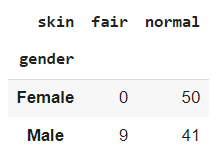 skin fair normal
gender
Female 0 50
Male 9 41